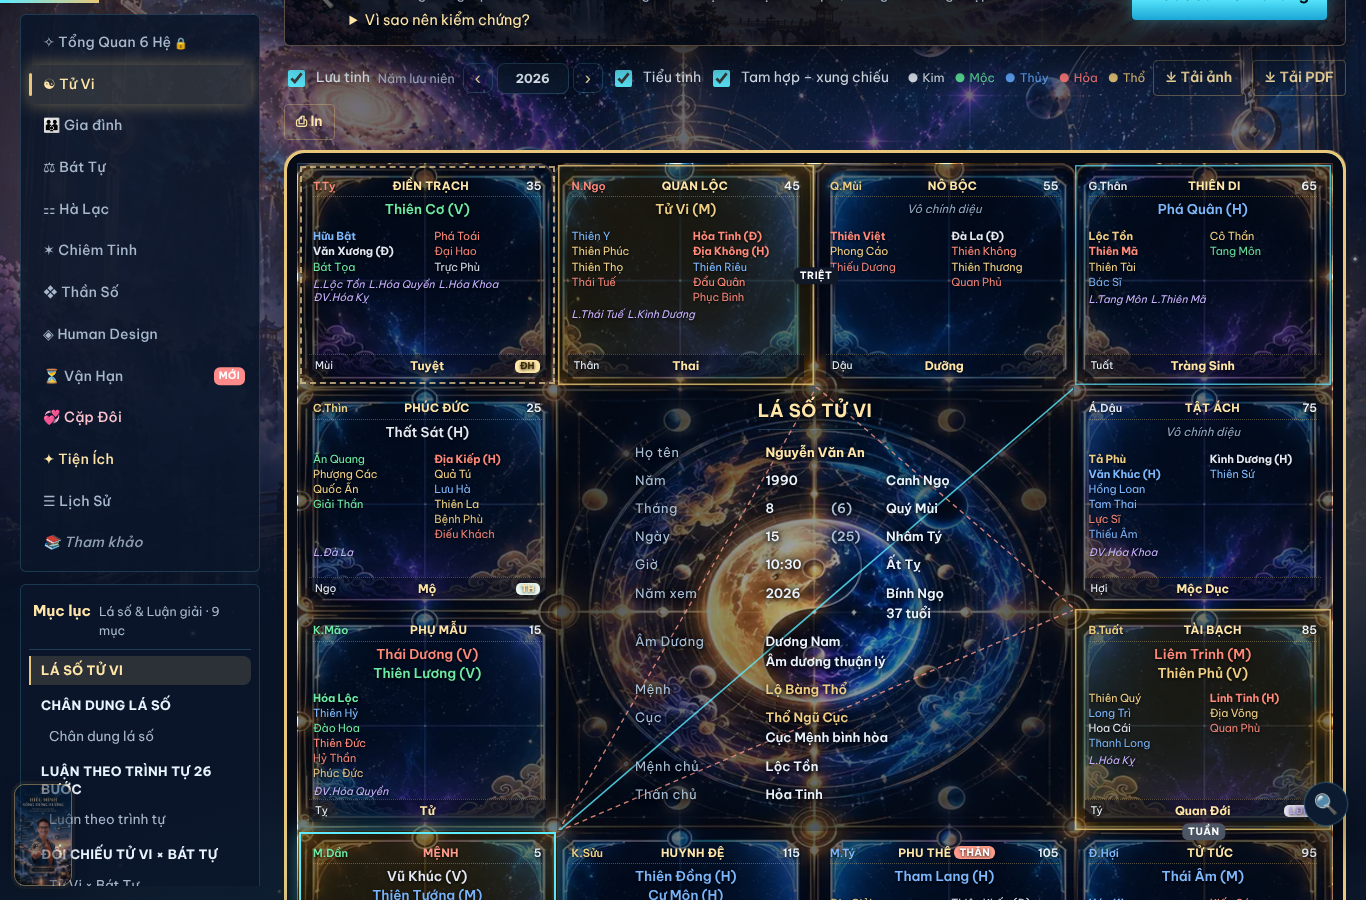 Vì sao nên kiểm chứng?
Tổng Quan 6 Hệ
Tử Vi
Gia đình
Bát Tự
Hà Lạc
Chiêm Tinh
Thần Số
Human Design
Vận Hạn MỚI
Cặp Đôi
Tiện Ích
Lịch Sử
Tham khảo
Mục lục Lá số & Luận giải · 9 mục
LÁ SỐ TỬ VI
CHÂN DUNG LÁ SỐ
Chân dung lá số
LUẬN THEO TRÌNH TỰ 26 BƯỚC
Luận theo trình tự
ĐỐI CHIẾU TỬ VI × BÁT TỰ
Tử Vi × Bát Tự
Lưu tinh Năm lưu niên ‹ 2026 › Tiểu tinh Tam hợp – xung chiếu Kim Mộc Thủy Hỏa Thổ Tải ảnh Tải PDF
In
T.Tỵ ĐIỀN TRẠCH 35
Thiên Cơ (V)
Hữu Bật Phá Toái
Văn Xương (Đ) Đại Hao
Bát Tọa Trực Phù
L.Lộc Tồn L.Hóa Quyền L.Hóa Khoa
ĐV.Hóa Kỵ
Mùi Tuyệt ĐH
N.Ngọ QUAN LỘC 45
Tử Vi (M)
Thiên Y Hỏa Tinh (Đ)
Thiên Phúc Địa Không (H)
Thiên Thọ Thiên Riêu
Thái Tuế Đẩu Quân
Phục Binh
L.Thái Tuế L.Kình Dương
Thân Thai
TRIỆT
Q.Mùi NÔ BỘC 55
Vô chính diệu
Thiên Việt Đà La (Đ)
Phong Cáo Thiên Không
Thiếu Dương Thiên Thương
Quan Phủ
Dậu Dưỡng
G.Thân THIÊN DI 65
Phá Quân (H)
Lộc Tồn Cô Thần
Thiên Mã Tang Môn
Thiên Tài
Bác Sĩ
L.Tang Môn L.Thiên Mã
Tuất Tràng Sinh
C.Thìn PHÚC ĐỨC 25
Thất Sát (H)
Ân Quang Địa Kiếp (H)
Phượng Các Quả Tú
Quốc Ấn Lưu Hà
Giải Thần Thiên La
Bệnh Phù
Điếu Khách
L.Đà La
Ngọ Mộ TH
LÁ SỐ TỬ VI
Họ tên Nguyễn Văn An
Năm 1990 Canh Ngọ
Tháng 8 (6) Quý Mùi
Ngày 15 (25) Nhâm Tý
Giờ 10:30 Ất Tỵ
Năm xem 2026 Bính Ngọ
37 tuổi
Âm Dương Dương Nam
Âm dương thuận lý
Mệnh Lộ Bàng Thổ
Cục Thổ Ngũ Cục
Cục Mệnh bình hòa
Mệnh chủ Lộc Tồn
Thân chủ Hỏa Tinh
Á.Dậu TẬT ÁCH 75
Vô chính diệu
Tả Phù Kình Dương (H)
Văn Khúc (H) Thiên Sứ
Hồng Loan
Tam Thai
Lực Sĩ
Thiếu Âm
ĐV.Hóa Khoa
Hợi Mộc Dục
K.Mão PHỤ MẪU 15
Thái Dương (V)
Thiên Lương (V)
Hóa Lộc
Thiên Hỷ
Đào Hoa
Thiên Đức
Hỷ Thần
Phúc Đức
ĐV.Hóa Quyền
Tỵ Tử
B.Tuất TÀI BẠCH 85
Liêm Trinh (M)
Thiên Phủ (V)
Thiên Quý Linh Tinh (H)
Long Trì Địa Võng
Hoa Cái Quan Phù
Thanh Long
L.Hóa Kỵ
Tý Quan Đới
TUẦN
M.Dần MỆNH 5
Vũ Khúc (V)
Thiên Tướng (M)
K.Sửu HUYNH ĐỆ 115
Thiên Đồng (H)
Cự Môn (H)
M.Tý PHU THÊ THÂN 105
Tham Lang (H)
Đ.Hợi TỬ TỨC 95
Thái Âm (M)